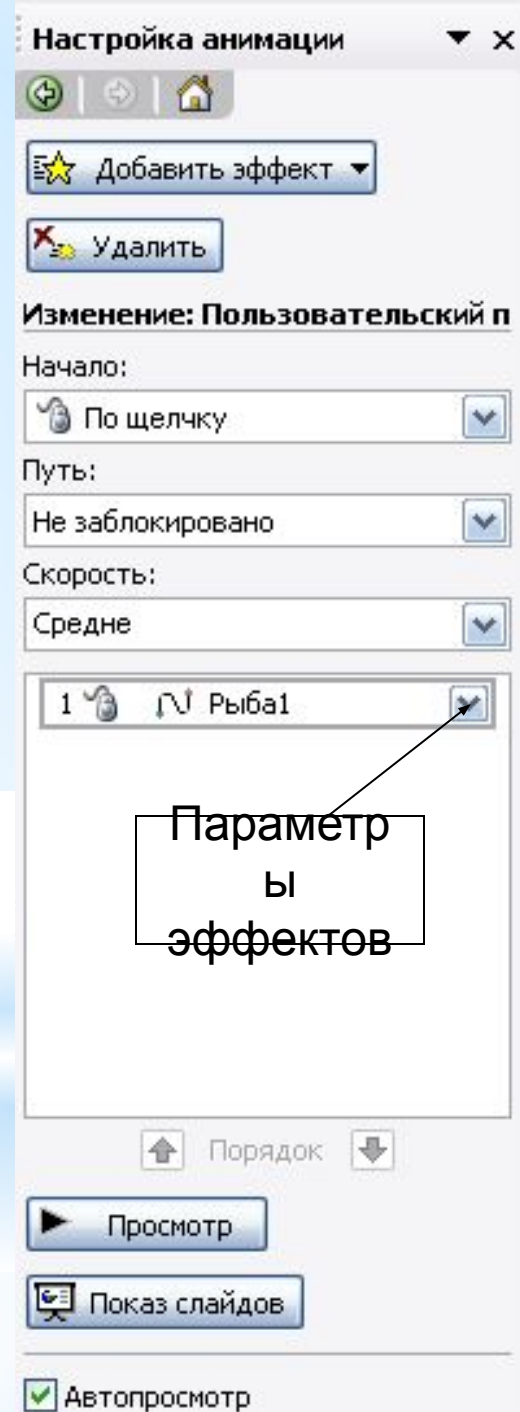 Настройка анимации
Добавить эффект
Удалить
Изменение: Пользовательский п
Начало:
По щелчку
Путь:
Не заблокировано
Скорость:
Средне
1 Рыба1
Параметр
ы
эффектов
Порядок
Просмотр
Показ слайдов
Автопросмотр